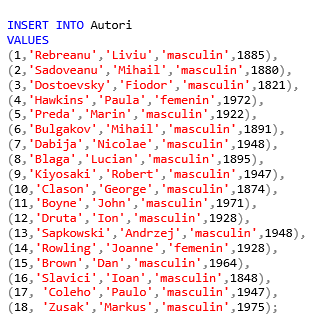 INSERT INTO Autori
VALUES
(1,'Rebreanu','Liviu','masculin',1885),
(2,'Sadoveanu','Mihail','masculin',1880),
(3,'Dostoevsky','Fiodor','masculin',1821),
(4,'Hawkins','Paula','femenin',1972),
(5,'Preda','Marin','masculin',1922),
(6,'Bulgakov','Mihail','masculin',1891),
(7,'Dabija','Nicolae','masculin',1948),
(8,'Blaga','Lucian','masculin',1895),
(9,'Kiyosaki','Robert','masculin',1947),
(10,'Clason','George','masculin',1874),
(11,'Boyne','John','masculin',1971),
(12,'Druta','Ion','masculin',1928),
(13,'Sapkowski','Andrzej','masculin',1948),
(14,'Rowling','Joanne','femenin',1928),
(15,'Brown','Dan','masculin',1964),
(16,'Slavici','Ioan','masculin',1848),
(17, 'Coleho','Paulo','masculin',1947),
(18, 'Zusak','Markus','masculin',1975);